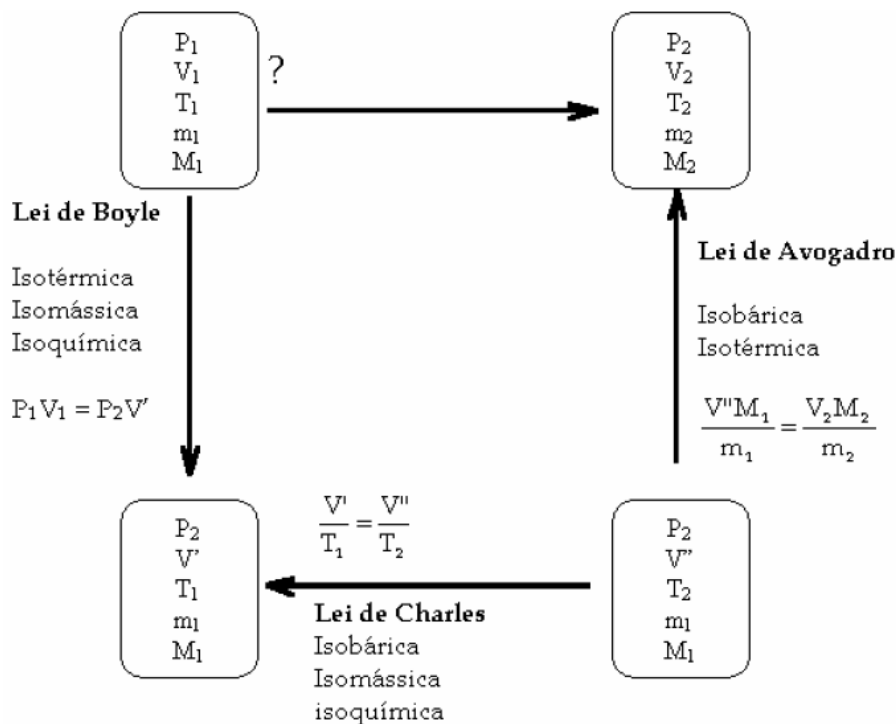 P₁
V₁
T₁
m₁
M₁
?
P₂
V₂
T₂
m₂
M₂
Lei de Boyle
Isotérmica
Isomássica
Isoquímica
P₁V₁ = P₂V'
Lei de Avogadro
Isobárica
Isotérmica
V"M₁/m₁ = V₂M₂/m₂
P₂
V'
T₁
m₁
M₁
V'/T₁ = V"/T₂
Lei de Charles
Isobárica
Isomássica
isoquímica
P₂
V"
T₂
m₁
M₁